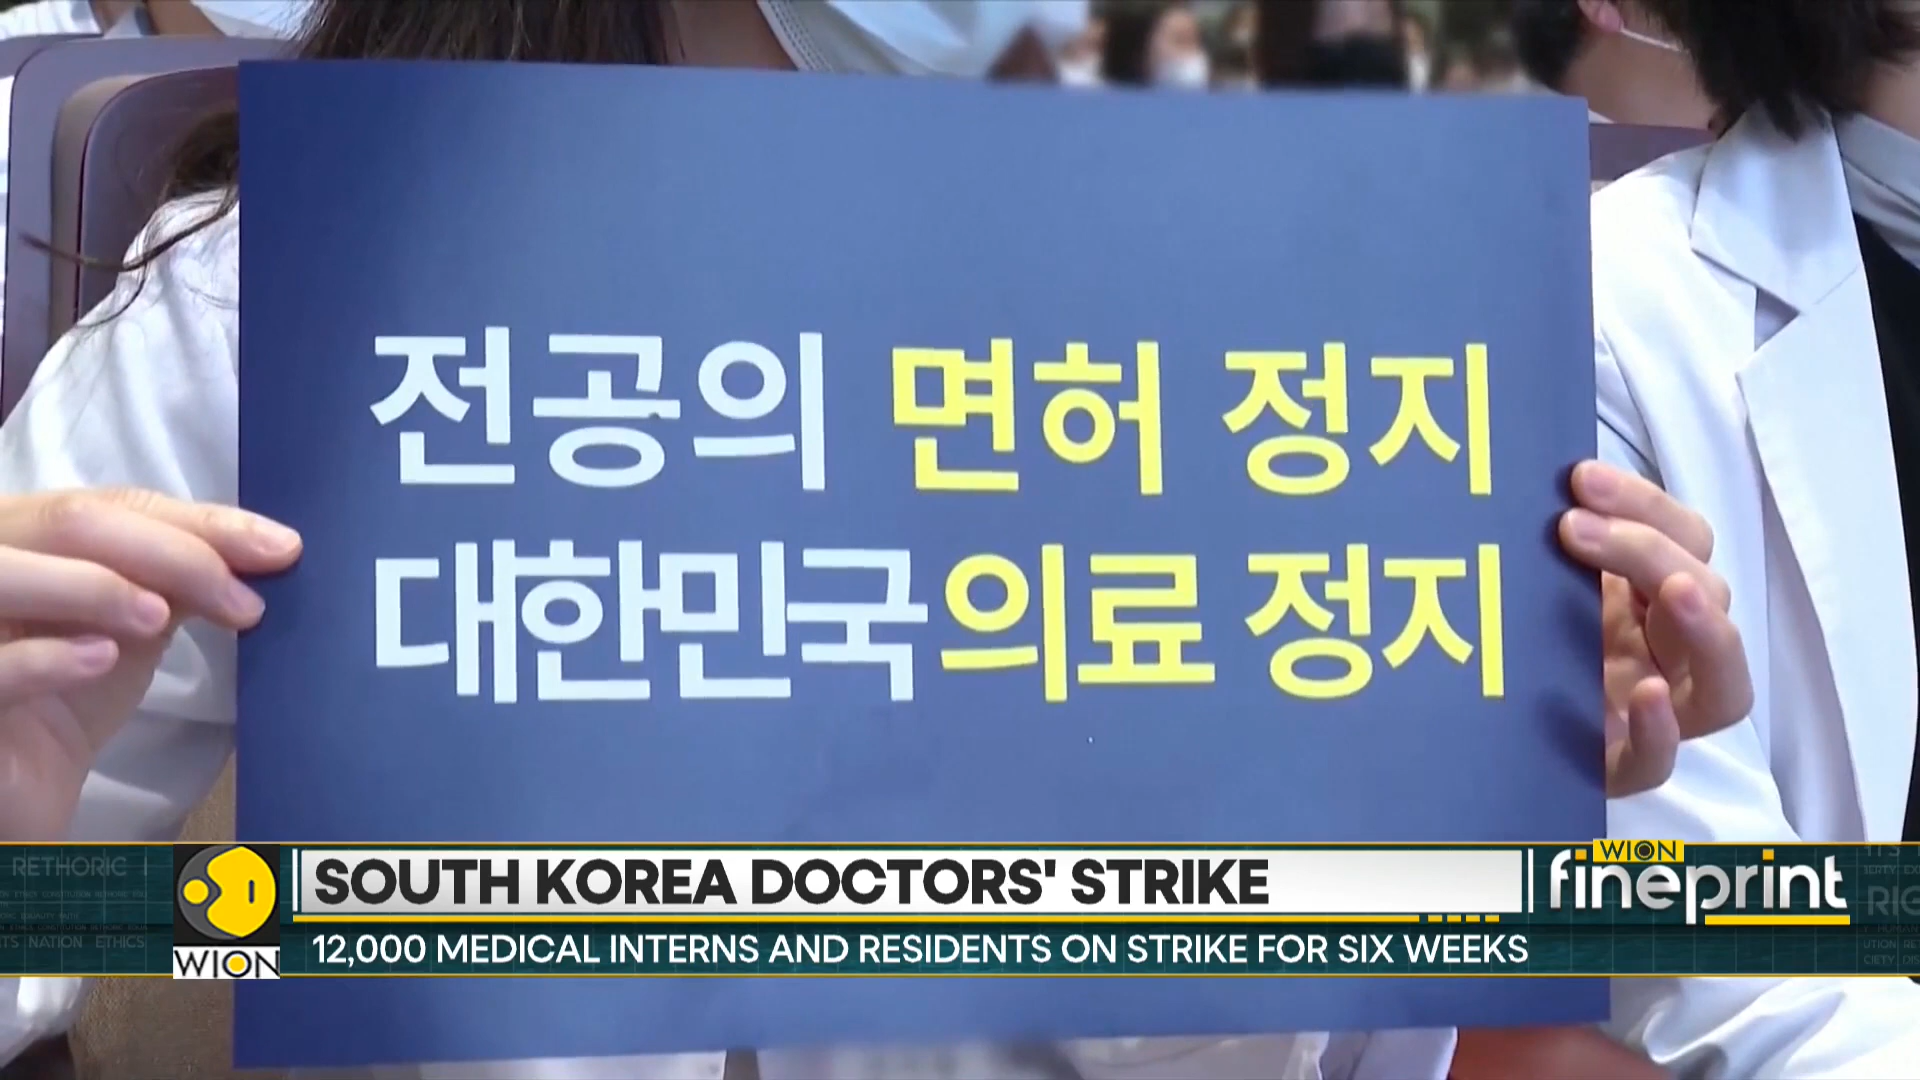 전공의 면허 정지
대한민국의료 정지
RETHORIC
SOUTH KOREA DOCTORS' STRIKE
WION
fineprint
WION
12,000 MEDICAL INTERNS AND RESIDENTS ON STRIKE FOR SIX WEEKS
NATION ETHICS